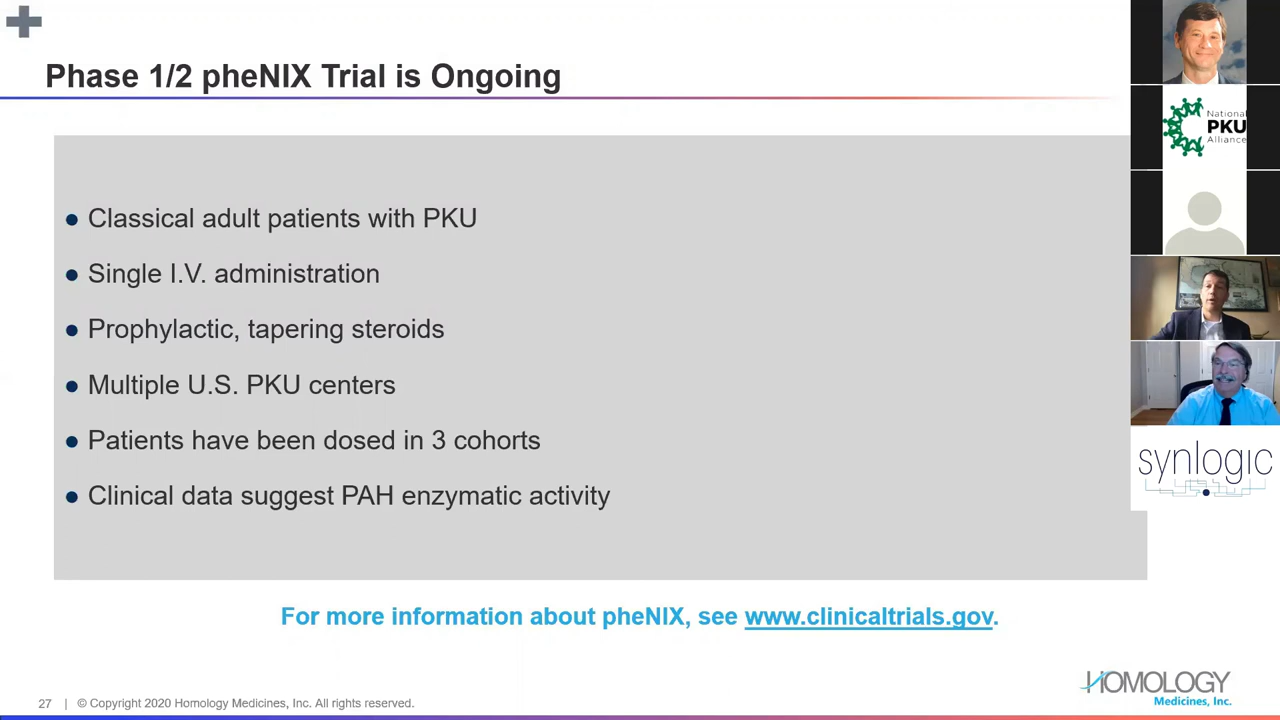 Phase 1/2 pheNIX Trial is Ongoing
National
PKU
Alliance
● Classical adult patients with PKU
● Single I.V. administration
● Prophylactic, tapering steroids
● Multiple U.S. PKU centers
● Patients have been dosed in 3 cohorts
● Clinical data suggest PAH enzymatic activity
synlogic
For more information about pheNIX, see www.clinicaltrials.gov.
27 | © Copyright 2020 Homology Medicines, Inc. All rights reserved.
HOMOLOGY
Medicines, Inc.